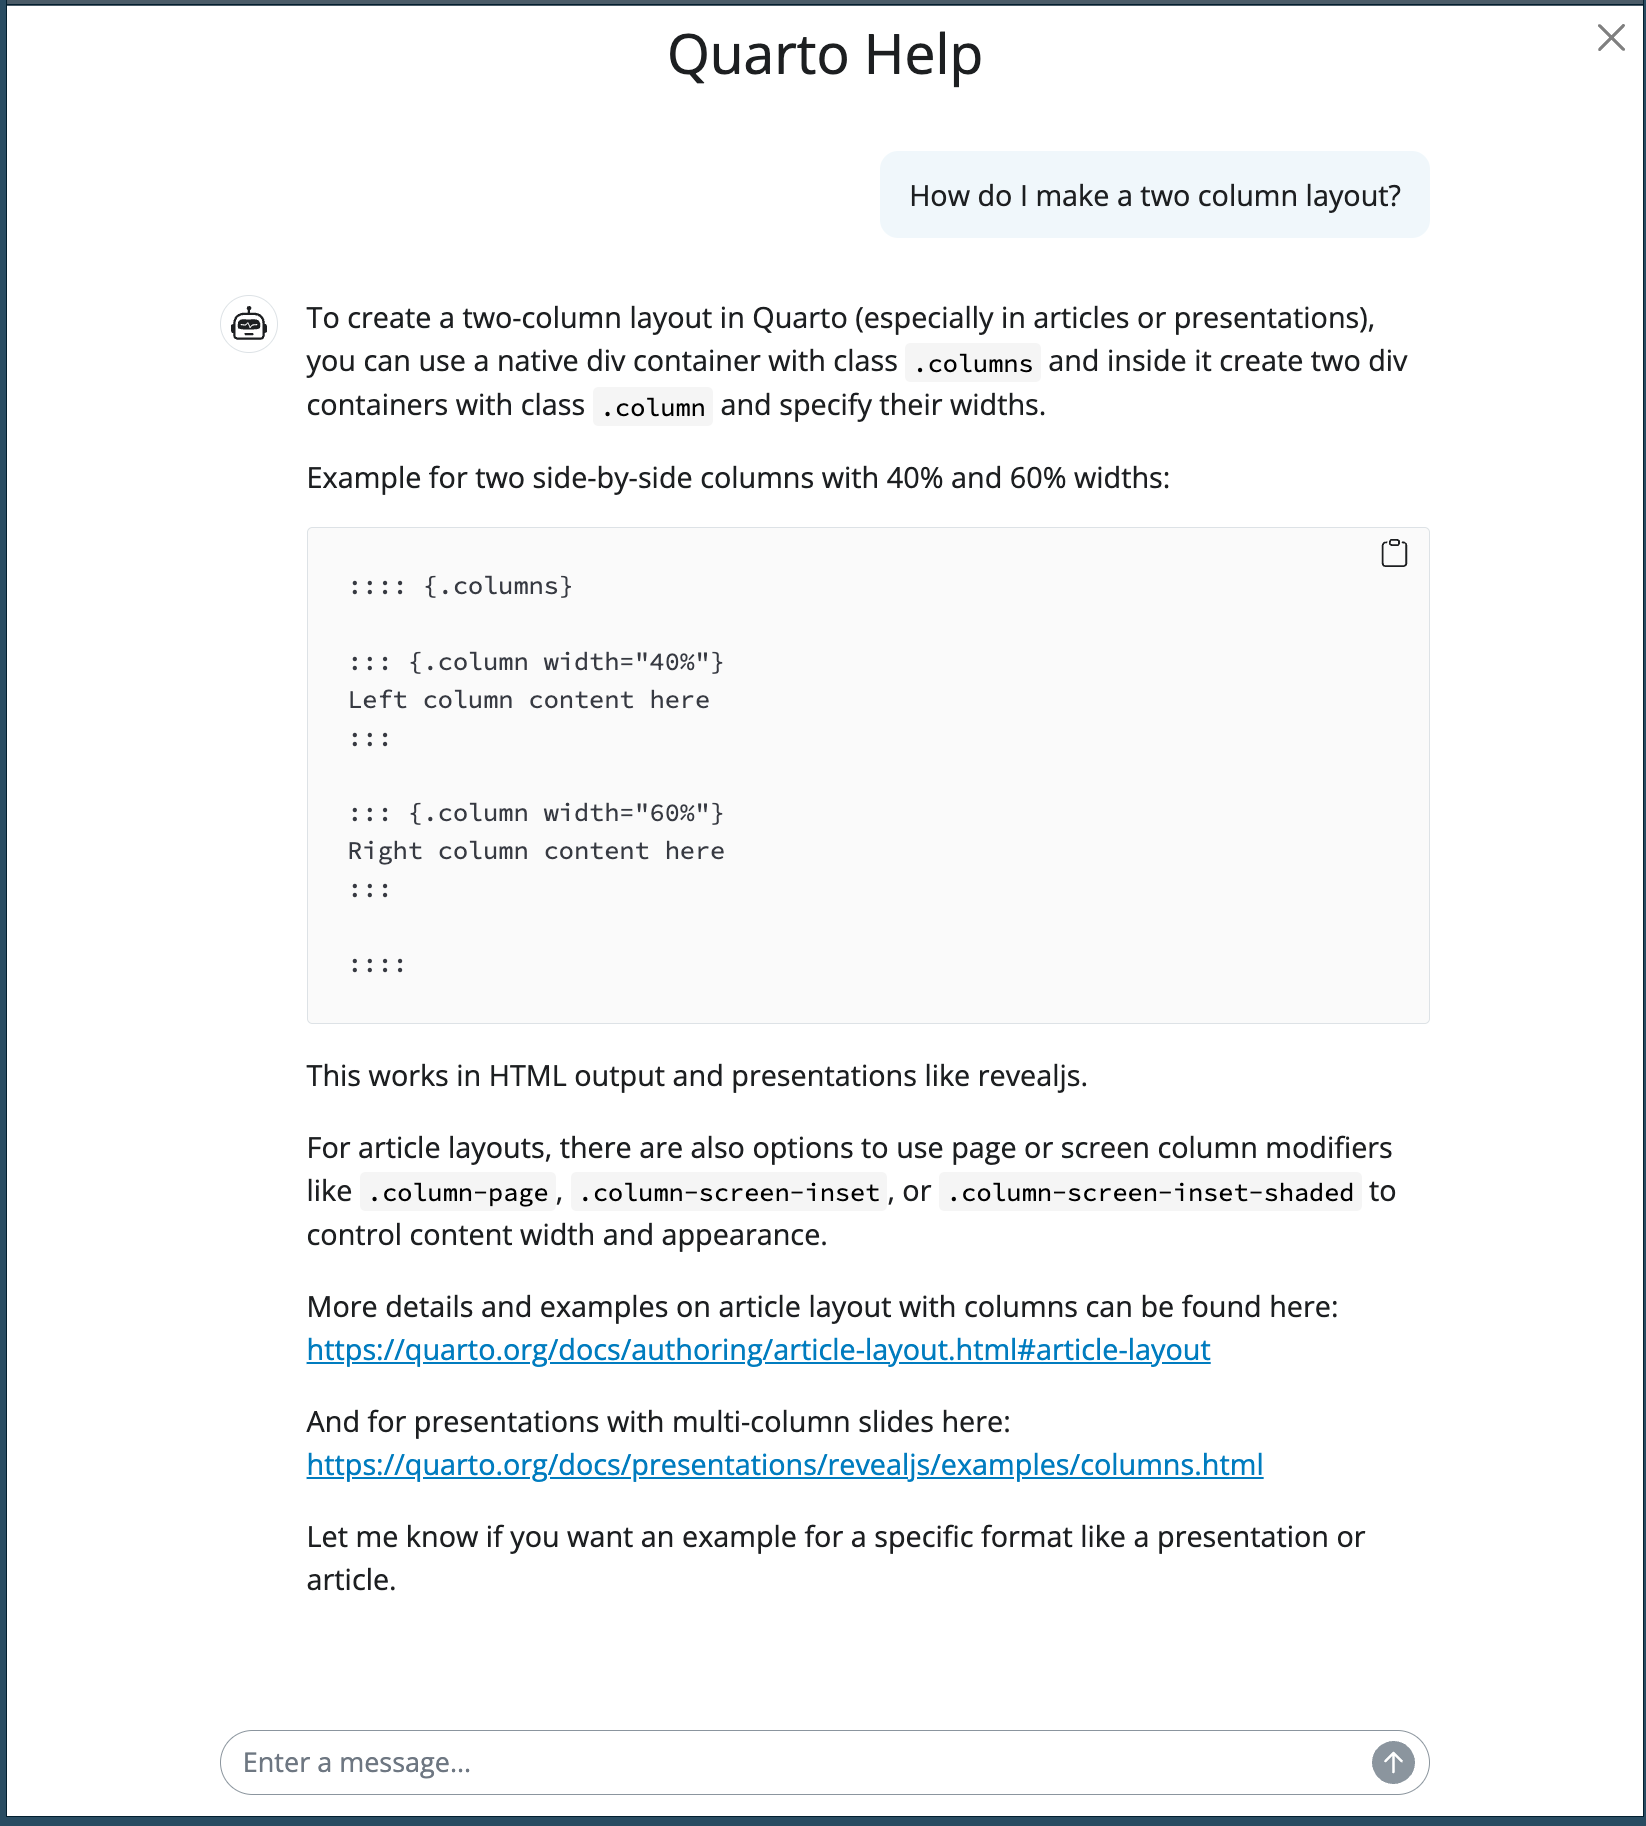 Quarto Help
How do I make a two column layout?
To create a two-column layout in Quarto (especially in articles or presentations),
you can use a native div container with class .columns and inside it create two div
containers with class .column and specify their widths.
Example for two side-by-side columns with 40% and 60% widths:
:::: {.columns}
::: {.column width="40%"}
Left column content here
:::
::: {.column width="60%"}
Right column content here
:::
::::
This works in HTML output and presentations like revealjs.
For article layouts, there are also options to use page or screen column modifiers
like .column-page, .column-screen-inset, or .column-screen-inset-shaded to
control content width and appearance.
More details and examples on article layout with columns can be found here:
https://quarto.org/docs/authoring/article-layout.html#article-layout
And for presentations with multi-column slides here:
https://quarto.org/docs/presentations/revealjs/examples/columns.html
Let me know if you want an example for a specific format like a presentation or
article.
Enter a message...